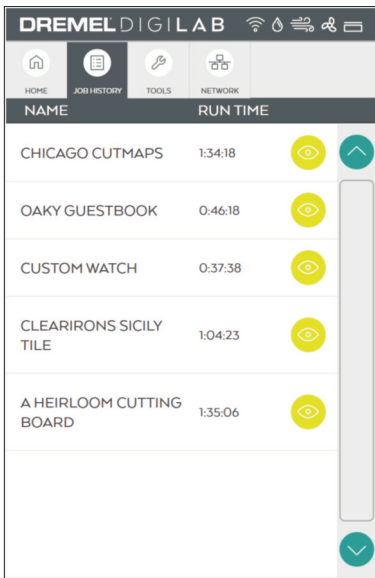 DREMEL DIGILAB
HOME JOB HISTORY TOOLS NETWORK
NAME RUN TIME
CHICAGO CUTMAPS 1:34:18
OAKY GUESTBOOK 0:46:18
CUSTOM WATCH 0:37:38
CLEARIRONS SICILY
TILE 1:04:23
A HEIRLOOM CUTTING
BOARD 1:35:06